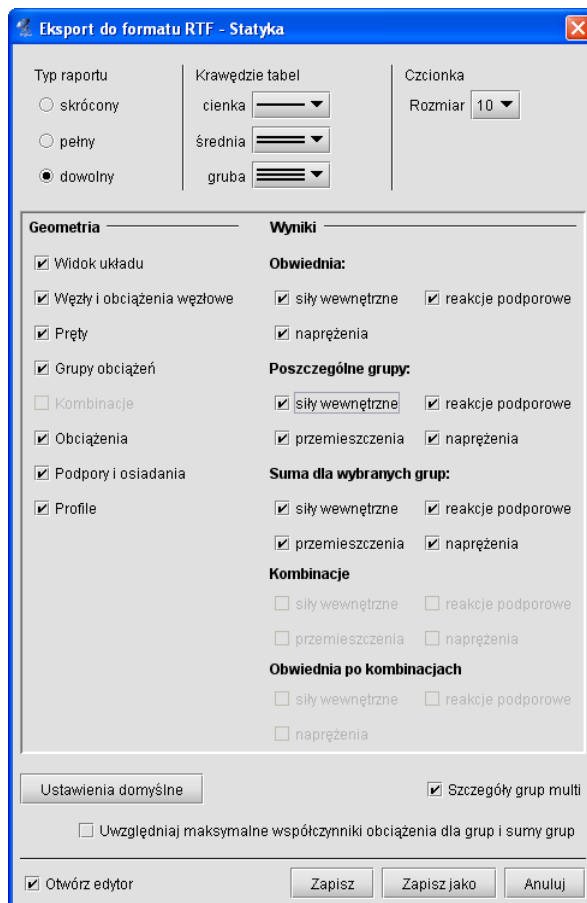 Eksport do formatu RTF - Statyka
Typ raportu
skrócony
pełny
dowolny
Krawędzie tabel
cienka
średnia
gruba
Czcionka
Rozmiar 10
Geometria
Widok układu
Węzły i obciążenia węzłowe
Pręty
Grupy obciążeń
Kombinacje
Obciążenia
Podpory i osiadania
Profile
Wyniki
Obwiednia:
siły wewnętrzne reakcje podporowe
naprężenia
Poszczególne grupy:
siły wewnętrzne reakcje podporowe
przemieszczenia naprężenia
Suma dla wybranych grup:
siły wewnętrzne reakcje podporowe
przemieszczenia naprężenia
Kombinacje
siły wewnętrzne reakcje podporowe
przemieszczenia naprężenia
Obwiednia po kombinacjach
siły wewnętrzne reakcje podporowe
naprężenia
Ustawienia domyślne Szczegóły grup multi
Uwzględniaj maksymalne współczynniki obciążenia dla grup i sumy grup
Otwórz edytor Zapisz Zapisz jako Anuluj